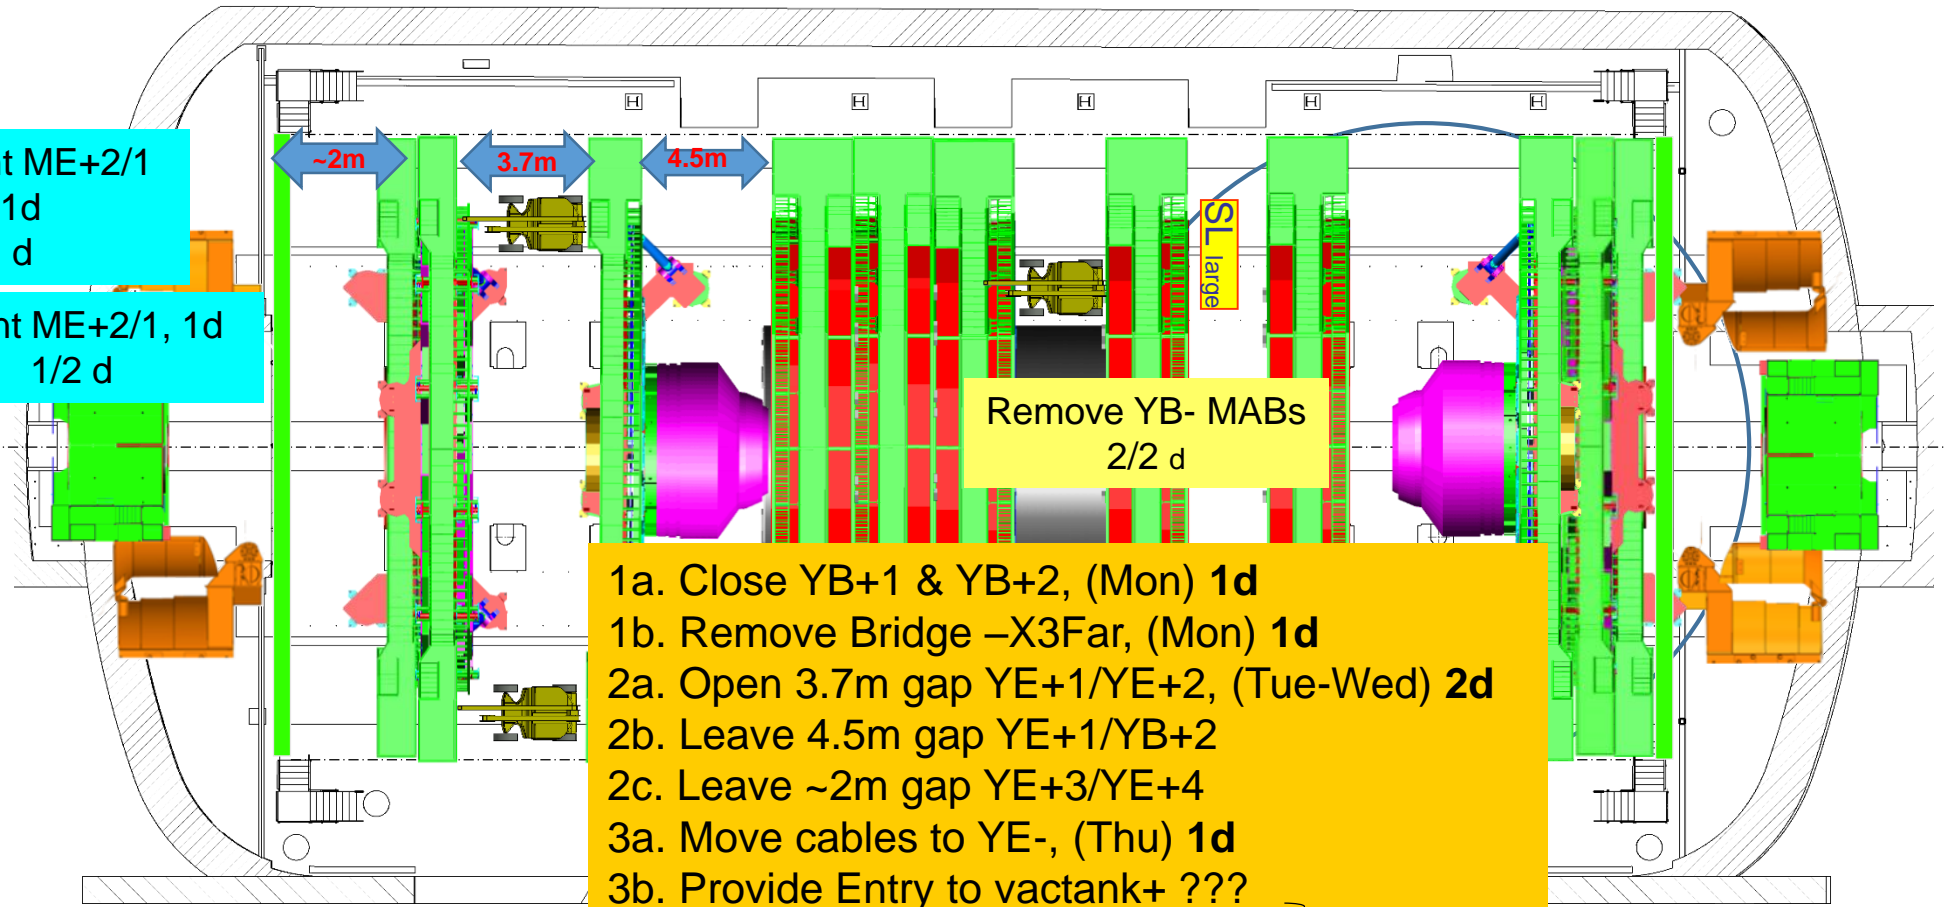 ~2m
3.7m
4.5m
H
H
H
H
H
ME+2/1
1d
d
ME+2/1, 1d
1/2 d
SL large
Remove YB- MABs
2/2 d
1a. Close YB+1 & YB+2, (Mon) 1d
1b. Remove Bridge –X3Far, (Mon) 1d
2a. Open 3.7m gap YE+1/YE+2, (Tue-Wed) 2d
2b. Leave 4.5m gap YE+1/YB+2
2c. Leave ~2m gap YE+3/YE+4
3a. Move cables to YE-, (Thu) 1d
3b. Provide Entry to vactank+ ???